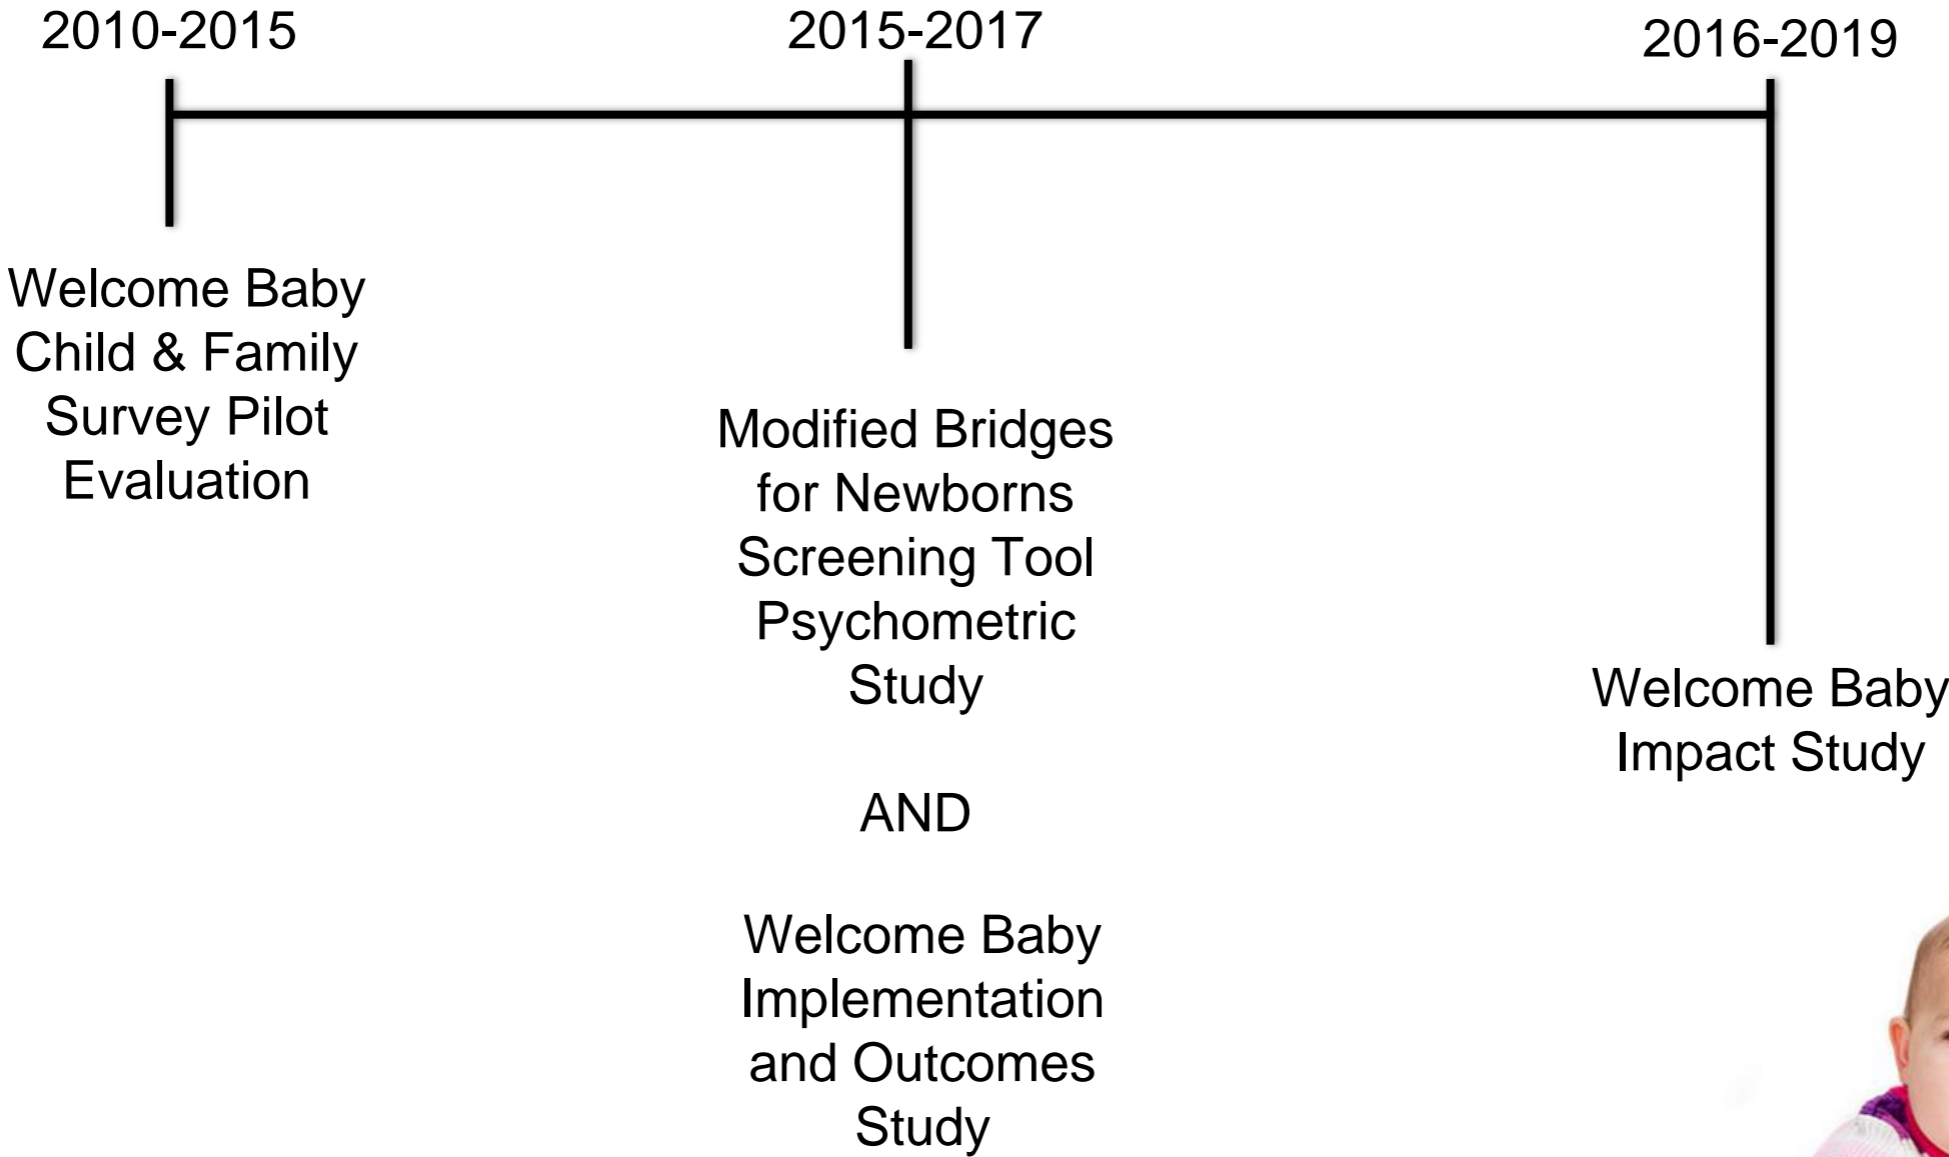 2010-2015
2015-2017
2016-2019
Welcome Baby
Child & Family
Survey Pilot
Evaluation
Modified Bridges
for Newborns
Screening Tool
Psychometric
Study
AND
Welcome Baby
Implementation
and Outcomes
Study
Welcome Baby
Impact Study